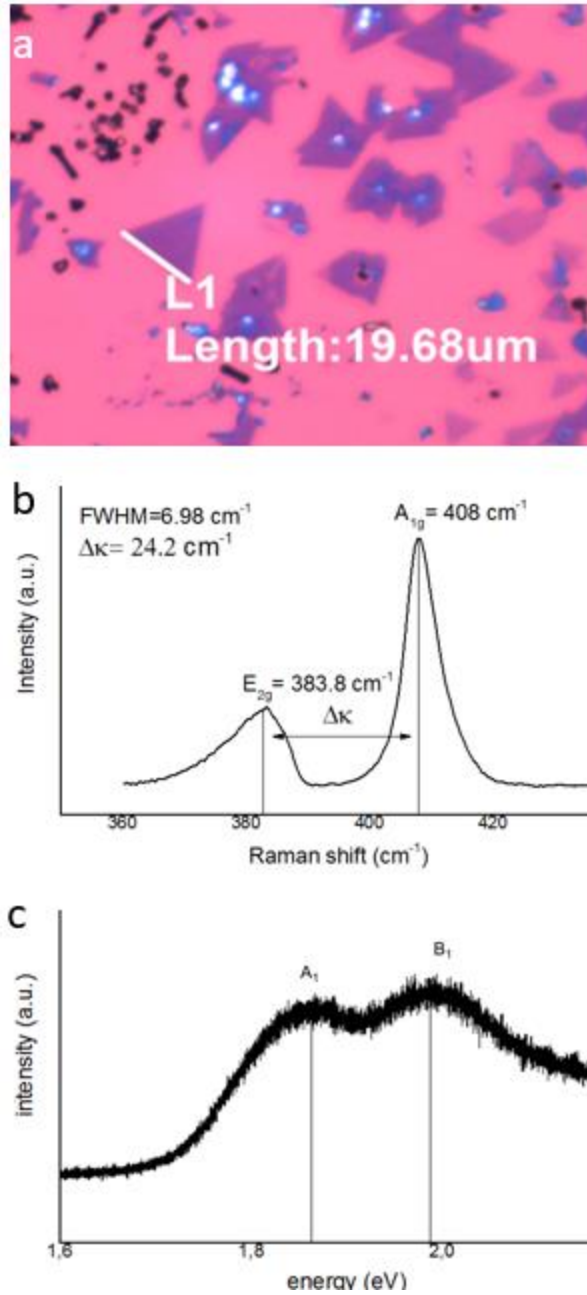 a
L1
Length:19.68um
b
FWHM=6.98 cm-1
Δκ= 24.2 cm-1
A1g= 408 cm-1
E2g= 383.8 cm-1
Δκ
Intensity (a.u.)
360 380 400 420
Raman shift (cm-1)
c
A1
B1
intensity (a.u.)
1,6 1,8 2,0
energy (eV)